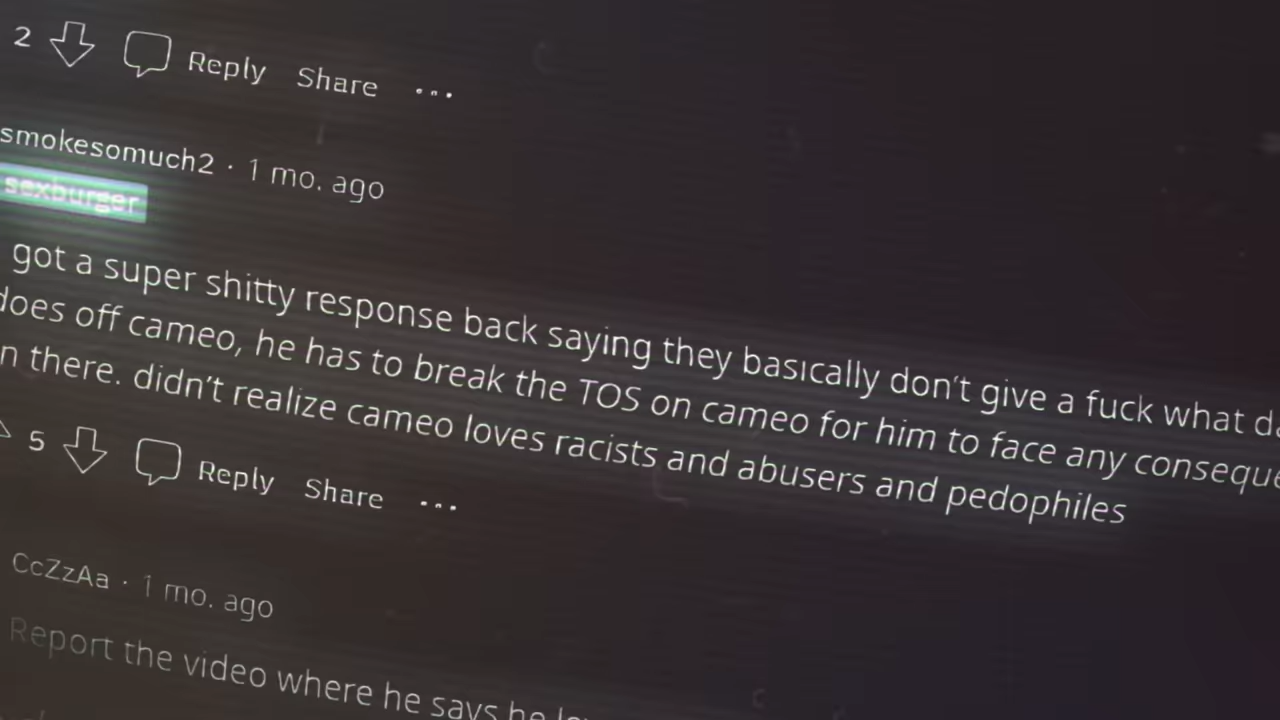 2 Reply Share ...
smokesomuch2 · 1 mo. ago
sexburger
got a super shitty response back saying they basically don't give a fuck what
does off cameo, he has to break the TOS on cameo for him to face any
there. didn't realize cameo loves racists and abusers and pedophiles
5 Reply Share ...
CcZzAa · 1 mo. ago
Report the video where he says he